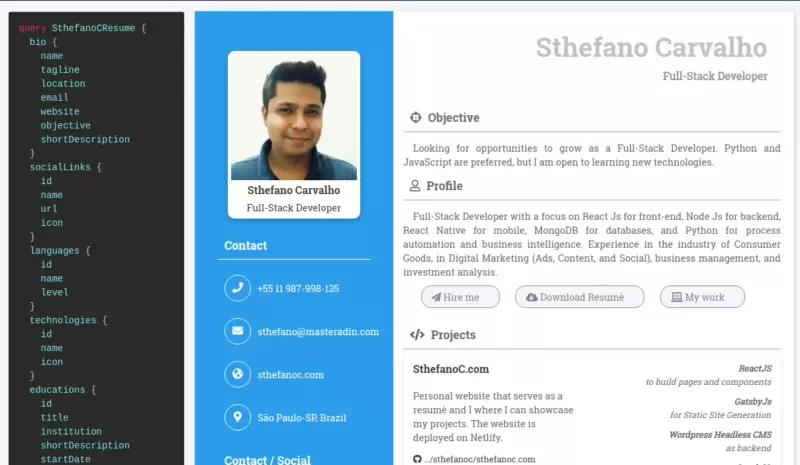 query SthefanoCResume {
bio {
name
tagline
location
email
website
objective
shortDescription
}
socialLinks {
id
name
url
icon
}
languages {
id
name
level
}
technologies {
id
name
icon
}
educations {
id
title
institution
shortDescription
startDate
Sthefano Carvalho
Full-Stack Developer
Contact
+55 11 987-998-135
sthefano@masteradin.com
sthefanoc.com
São Paulo-SP, Brazil
Contact / Social
Sthefano Carvalho
Full-Stack Developer
Objective
Looking for opportunities to grow as a Full-Stack Developer. Python and
JavaScript are preferred, but I am open to learning new technologies.
Profile
Full-Stack Developer with a focus on React Js for front-end, Node Js for backend,
React Native for mobile, MongoDB for databases, and Python for process
automation and business intelligence. Experience in the industry of Consumer
Goods, in Digital Marketing (Ads, Content, and Social), business management, and
investment analysis.
Hire me
Download Resumè
My work
Projects
SthefanoC.com
Personal website that serves as a
resumè and I where I can showcase
my projects. The website is
deployed on Netlify.
.../sthefanoc/sthefanoc.com
ReactJS
to build pages and components
GatsbyJs
for Static Site Generation
Wordpress Headless CMS
as backend